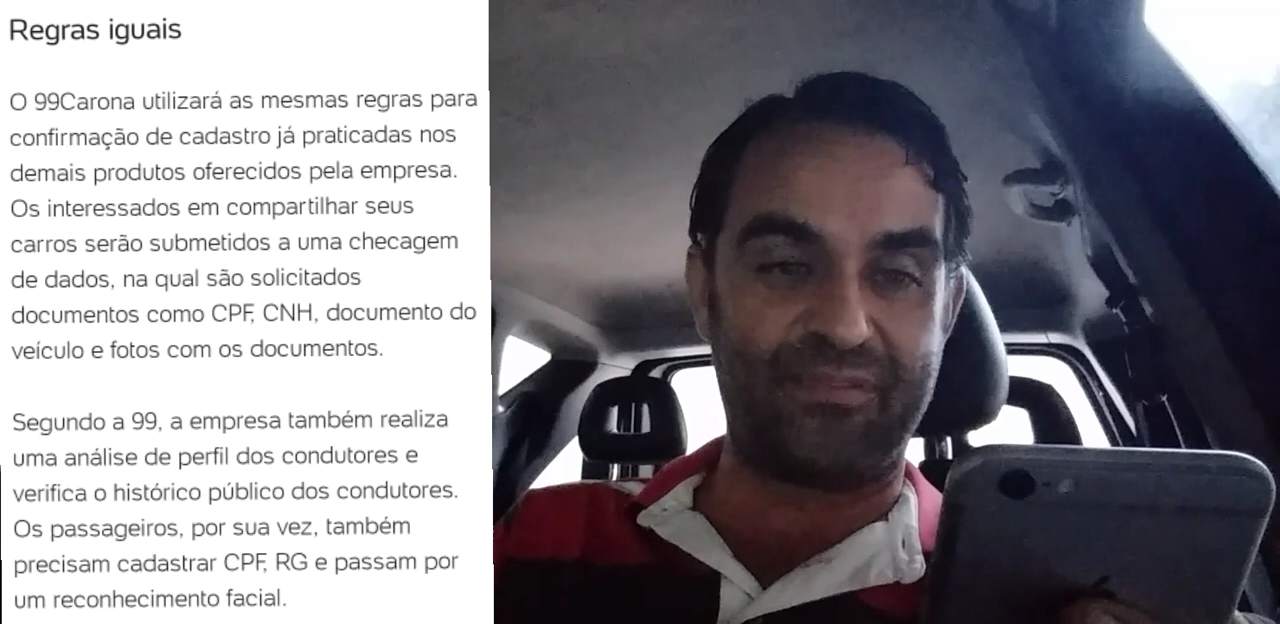 Regras iguais
O 99Carona utilizará as mesmas regras para
confirmação de cadastro já praticadas nos
demais produtos oferecidos pela empresa.
Os interessados em compartilhar seus
carros serão submetidos a uma checagem
de dados, na qual são solicitados
documentos como CPF, CNH, documento do
veículo e fotos com os documentos.
Segundo a 99, a empresa também realiza
uma análise de perfil dos condutores e
verifica o histórico público dos condutores.
Os passageiros, por sua vez, também
precisam cadastrar CPF, RG e passam por
um reconhecimento facial.